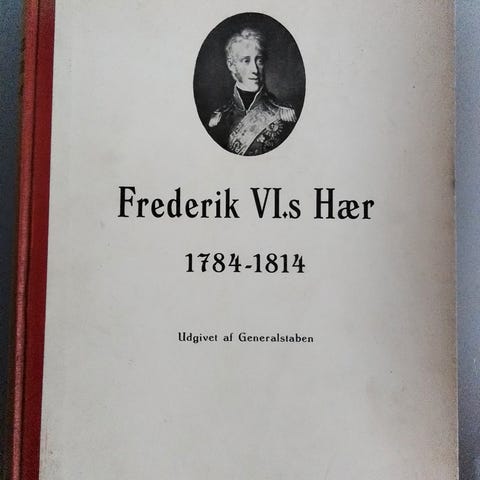 Frederik VI.s Hær
1784-1814
Udgivet af Generalstaben